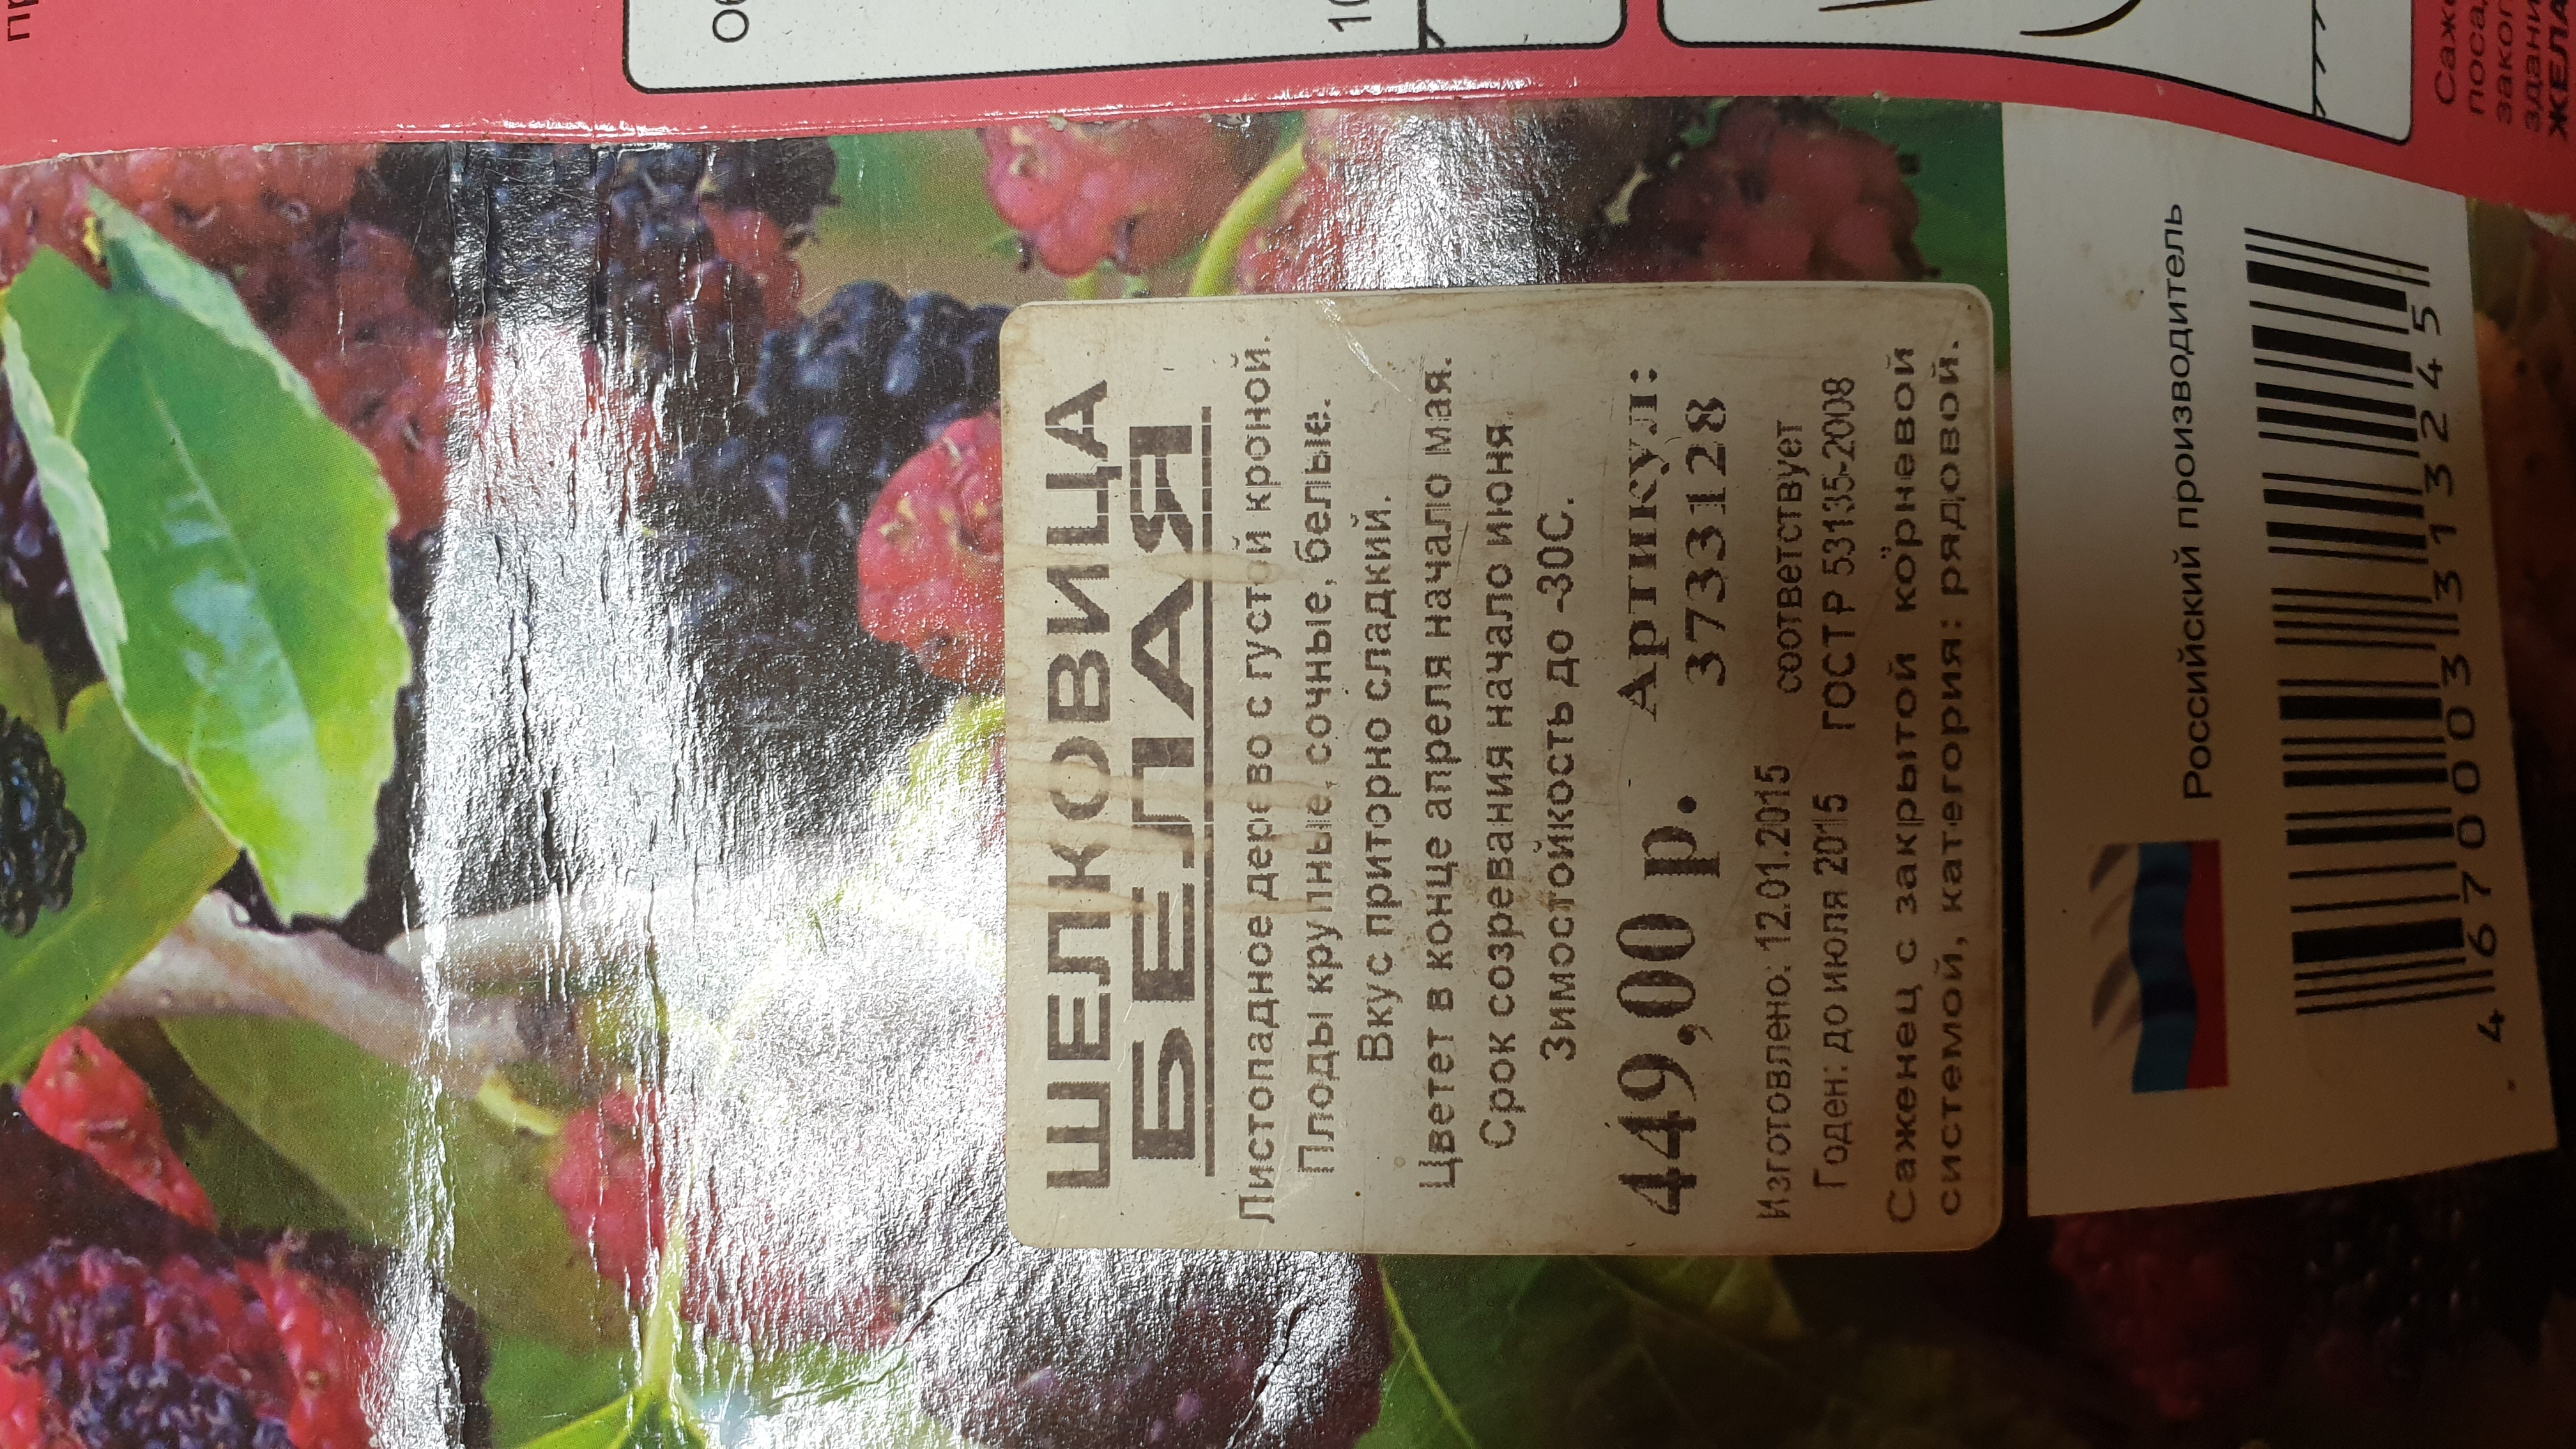 ШЕЛКОВИЦА
БЕЛАЯ
Листопадное дерево с густой кроной.
Плоды крупные, сочные, белые.
Вкус приторно сладкий.
Цветет в конце апреля начало мая.
Срок созревания начало июня.
Зимостойкость до -30С.
449,00 р. Артикул:
3733128
Изготовлено: 12.01.2015 соответствует
Годен: до июля 2015 ГОСТ Р 53135-2008
Саженец с закрытой корневой
системой, категория: рядовой.
Российский производитель
4 670003 313245